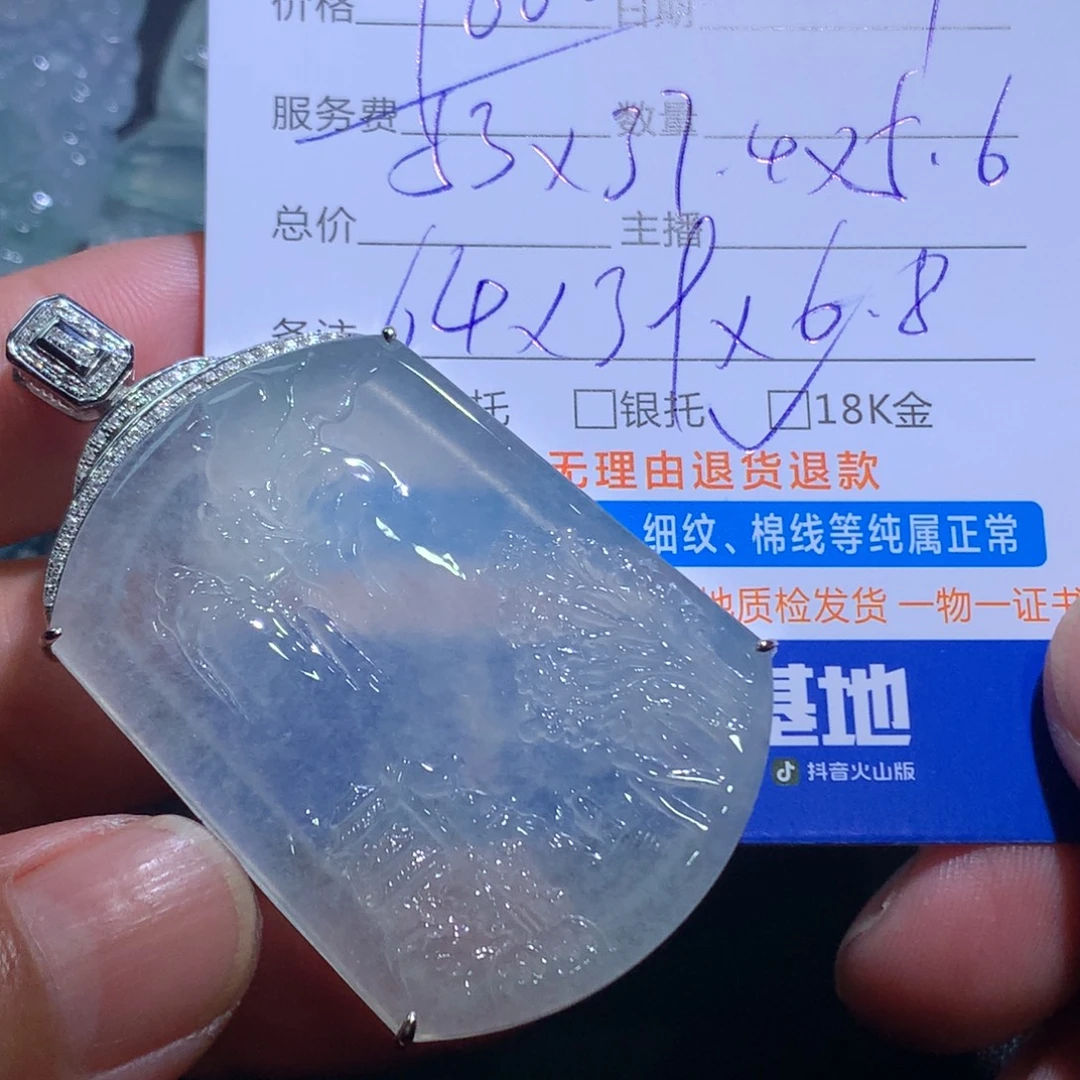 价格 日期
服务费 数量
53x37.4x5.6
总价 主播
64x39x6.8
备注
托 □银托 □18K金
无理由退货退款
细纹、棉线等纯属正常
地质检发货 一物一证书
基地
抖音火山版